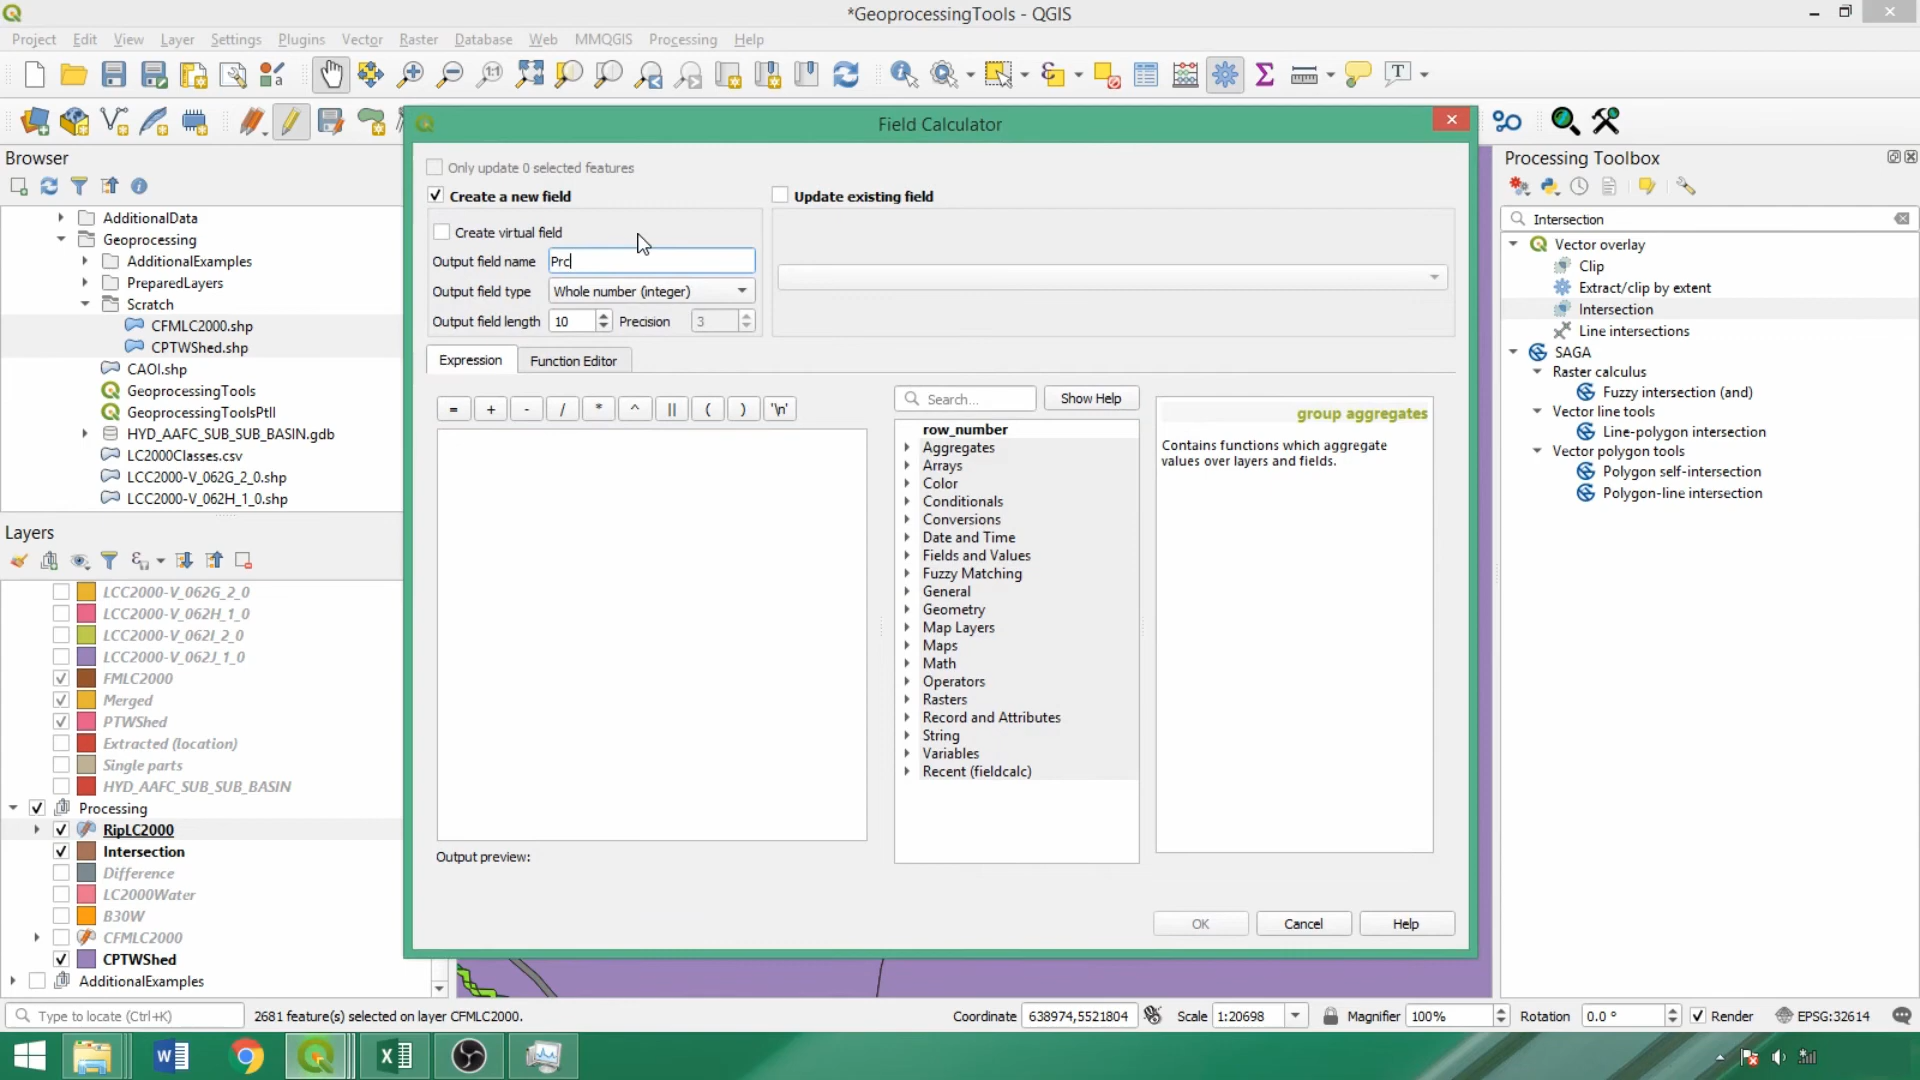 *GeoprocessingTools - QGIS
Project Edit View Layer Settings Plugins Vector Raster Database Web MMQGIS Processing Help
Browser
AdditionalData
Geoprocessing
AdditionalExamples
PreparedLayers
Scratch
CFMLC2000.shp
CPTWShed.shp
CAOI.shp
GeoprocessingTools
GeoprocessingToolsPtII
HYD_AAFC_SUB_SUB_BASIN.gdb
LC2000Classes.csv
LCC2000-V_062G_2_0.shp
LCC2000-V_062H_1_0.shp
Layers
LCC2000-V_062G_2_0
LCC2000-V_062H_1_0
LCC2000-V_062I_2_0
LCC2000-V_062J_1_0
FMLC2000
Merged
PTWShed
Extracted (location)
Single parts
HYD_AAFC_SUB_SUB_BASIN
Processing
RipLC2000
Intersection
Difference
LC2000Water
B30W
CFMLC2000
CPTWShed
AdditionalExamples
Field Calculator
Only update 0 selected features
Create a new field
Update existing field
Create virtual field
Output field name Prc
Output field type Whole number (integer)
Output field length 10 Precision 3
Expression Function Editor
= + - / * ^ || ( ) '\n'
Search...
Show Help
row_number
Aggregates
Arrays
Color
Conditionals
Conversions
Date and Time
Fields and Values
Fuzzy Matching
General
Geometry
Map Layers
Maps
Math
Operators
Rasters
Record and Attributes
String
Variables
Recent (fieldcalc)
group aggregates
Contains functions which aggregate
values over layers and fields.
Output preview:
OK Cancel Help
Processing Toolbox
Intersection
Vector overlay
Clip
Extract/clip by extent
Intersection
Line intersections
SAGA
Raster calculus
Fuzzy intersection (and)
Vector line tools
Line-polygon intersection
Vector polygon tools
Polygon self-intersection
Polygon-line intersection
Type to locate (Ctrl+K) 2681 feature(s) selected on layer CFMLC2000. Coordinate 638974,5521804 Scale 1:20698 Magnifier 100% Rotation 0.0 ° Render EPSG:32614